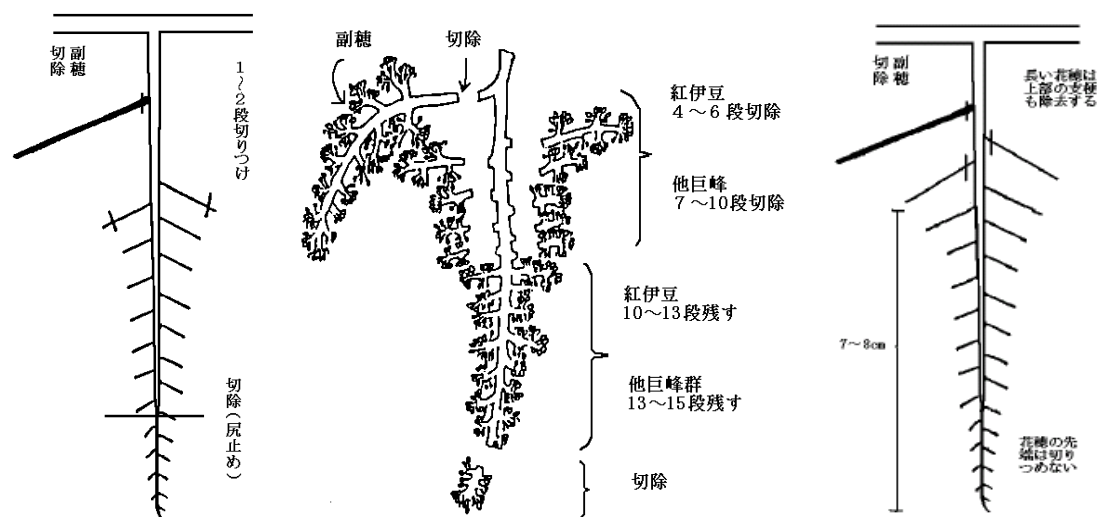 副穂
切除
1～2段切りつけ
切除(尻止め)
副穂
切除
紅伊豆
4～6段切除
他巨峰
7～10段切除
紅伊豆
10～13段残す
他巨峰群
13～15段残す
切除
副穂
切除
長い花穂は
上部の支梗
も除去する
7～8㎝
花穂の先
端は切り
つめない